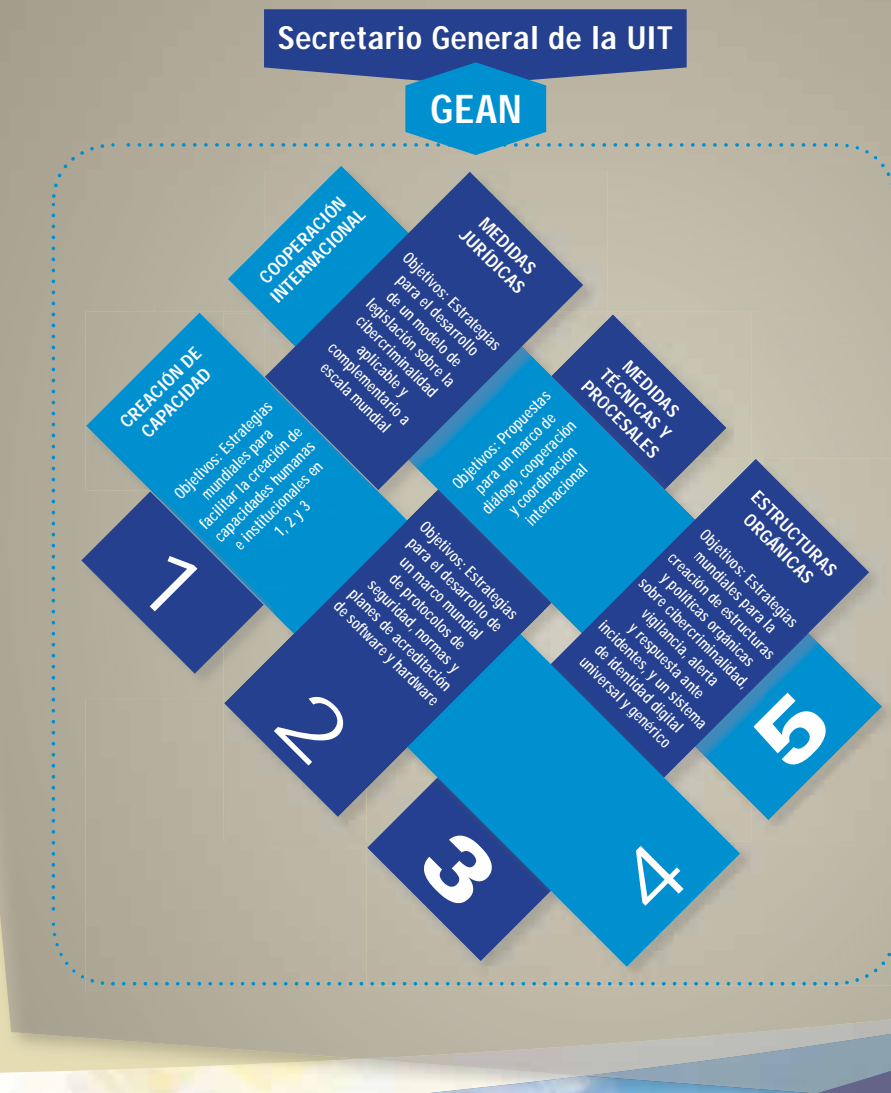 Secretario General de la UIT
GEAN
COOPERACIÓN
INTERNACIONAL
MEDIDAS
JURÍDICAS
Objetivos: Estrategias
para el desarrollo
de un modelo de
legislación sobre la
cibercriminalidad
aplicable y
complementario a
escala mundial
CREACIÓN DE
CAPACIDAD
Objetivos: Estrategias
mundiales para
facilitar la creación de
capacidades humanas
e institucionales en
1, 2 y 3
MEDIDAS
TÉCNICAS Y
PROCESALES
Objetivos: Propuestas
para un marco de
diálogo, cooperación
y coordinación
internacional
ESTRUCTURAS
ORGÁNICAS
Objetivos: Estrategias
mundiales para la
creación de estructuras
y políticas orgánicas
sobre cibercriminalidad,
vigilancia, alerta
y respuesta ante
incidentes, y un sistema
de identidad digital
universal y genérico
Objetivos: Estrategias
para el desarrollo de
un marco mundial
de protocolos de
seguridad, normas y
planes de acreditación
de software y hardware
1
2
3
4
5